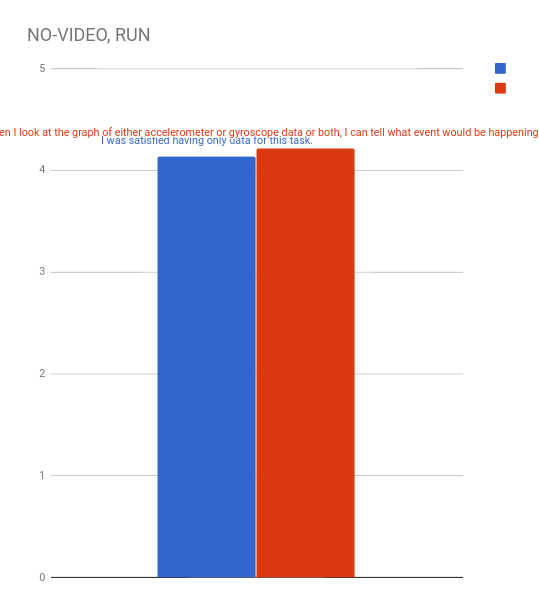 NO-VIDEO, RUN
5
en I look at the graph of either accelerometer or gyroscope data or both, I can tell what event would be happening
I was satisfied having only data for this task.
4
3
2
1
0